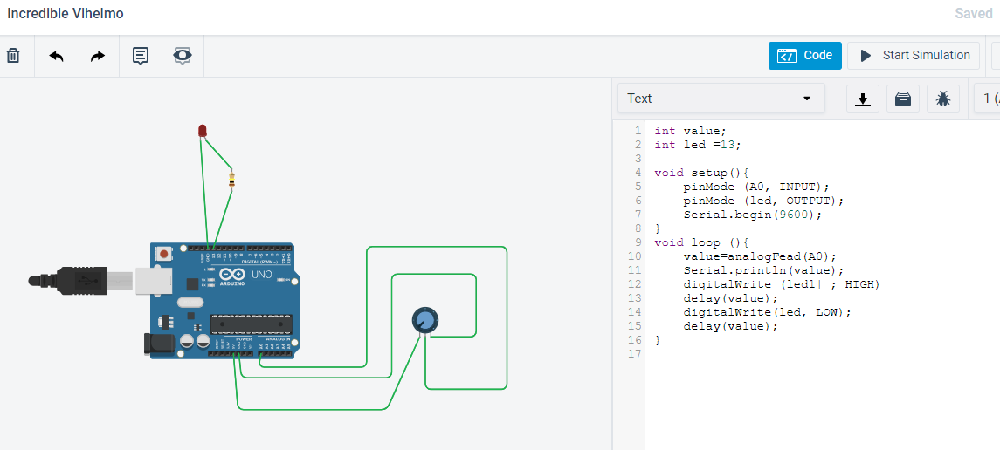 Incredible Vihelmo
Saved
Code
Start Simulation
Text
1 (
1 int value;
2 int led =13;
3
4 void setup(){
5 pinMode (A0, INPUT);
6 pinMode (led, OUTPUT);
7 Serial.begin(9600);
8 }
9 void loop (){
10 value=analogFead(A0);
11 Serial.println(value);
12 digitalWrite (led1| ; HIGH)
13 delay(value);
14 digitalWrite(led, LOW);
15 delay(value);
16 }
17
DIGITAL (PWM~)
UNO
ARDUINO
POWER
ANALOG IN